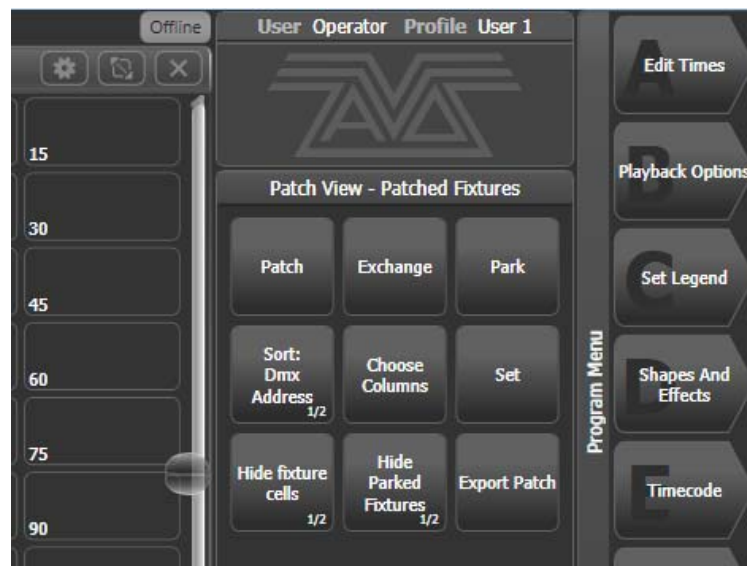 Offline
User Operator Profile User 1
AVO
Patch View - Patched Fixtures
Patch
Exchange
Park
Sort:
Dmx
Address
1/2
Choose
Columns
Set
Hide fixture
cells
1/2
Hide
Parked
Fixtures
1/2
Export Patch
15
30
45
60
75
90
Program Menu
A
Edit Times
B
Playback Options
C
Set Legend
D
Shapes And
Effects
E
Timecode